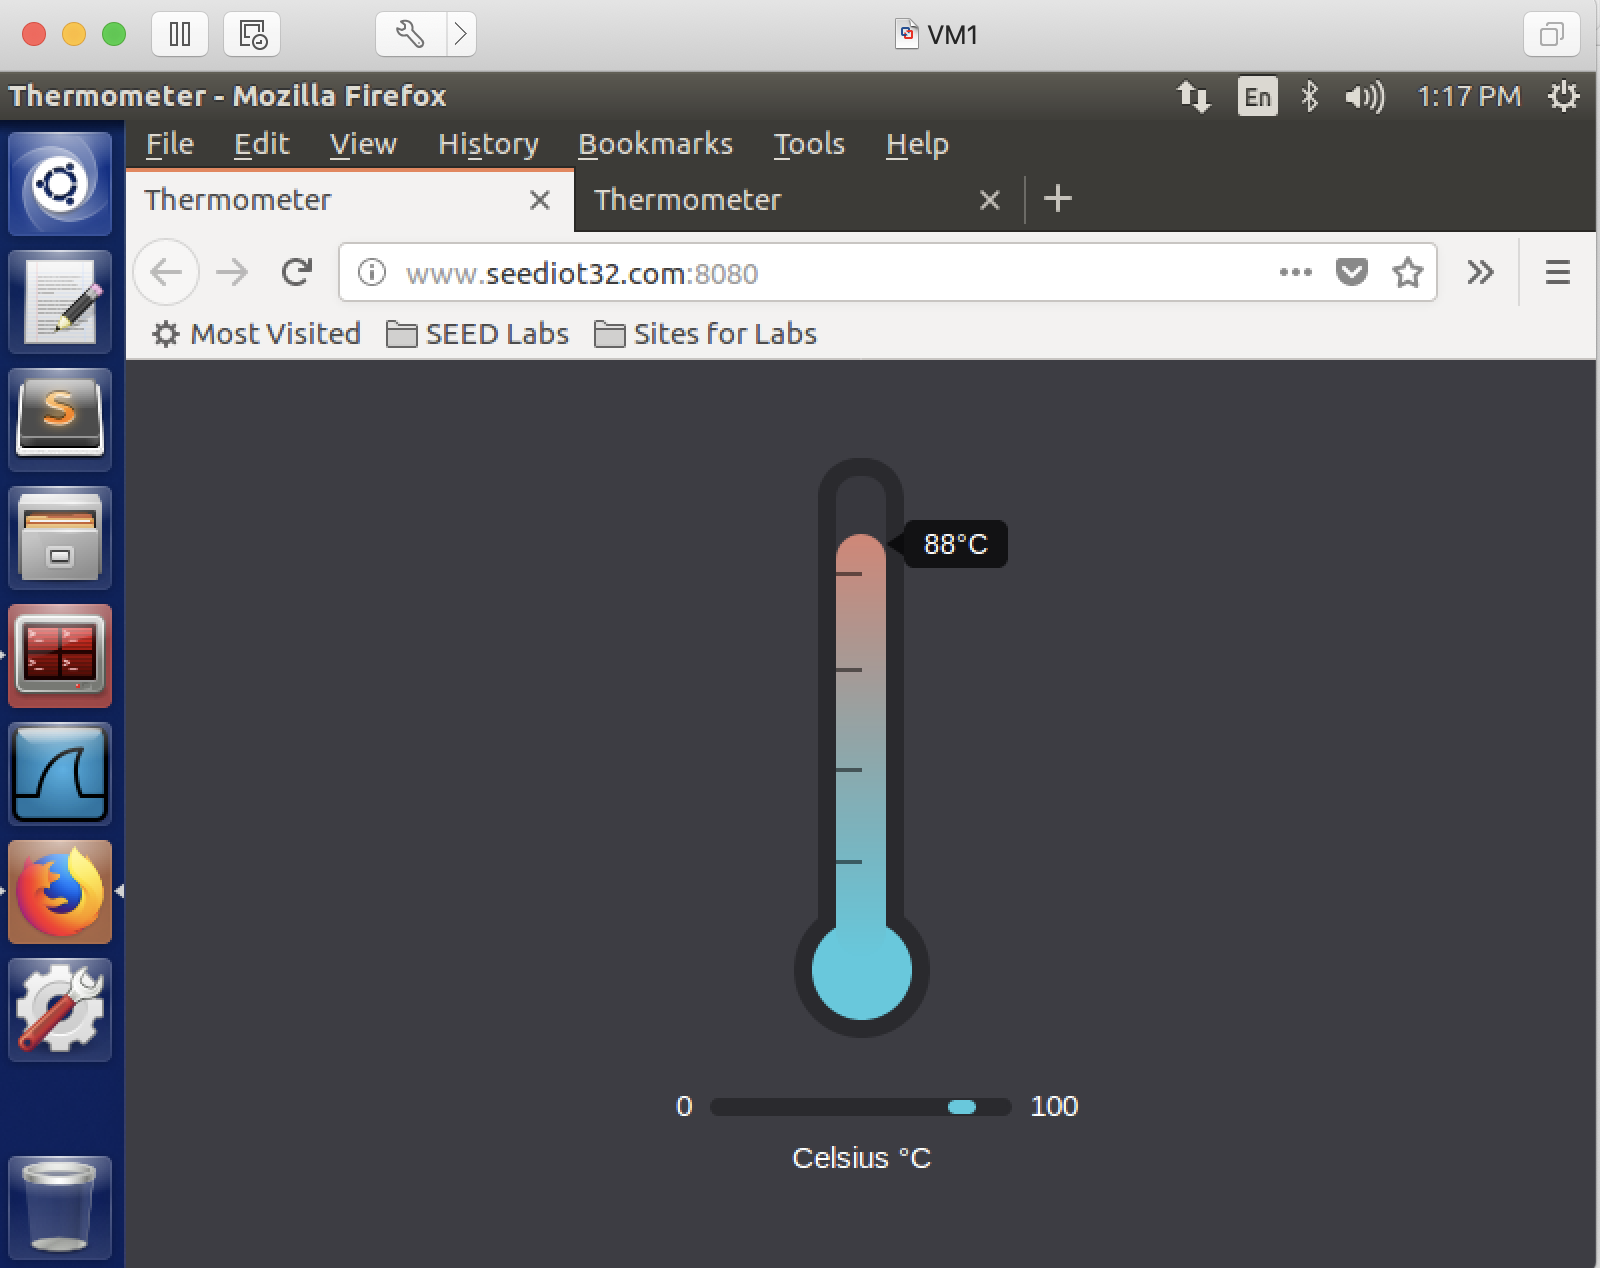 VM1
Thermometer - Mozilla Firefox
En
1:17 PM
File Edit View History Bookmarks Tools Help
Thermometer
Thermometer
www.seediot32.com:8080
Most Visited SEED Labs Sites for Labs
S
88°C
0
100
Celsius °C